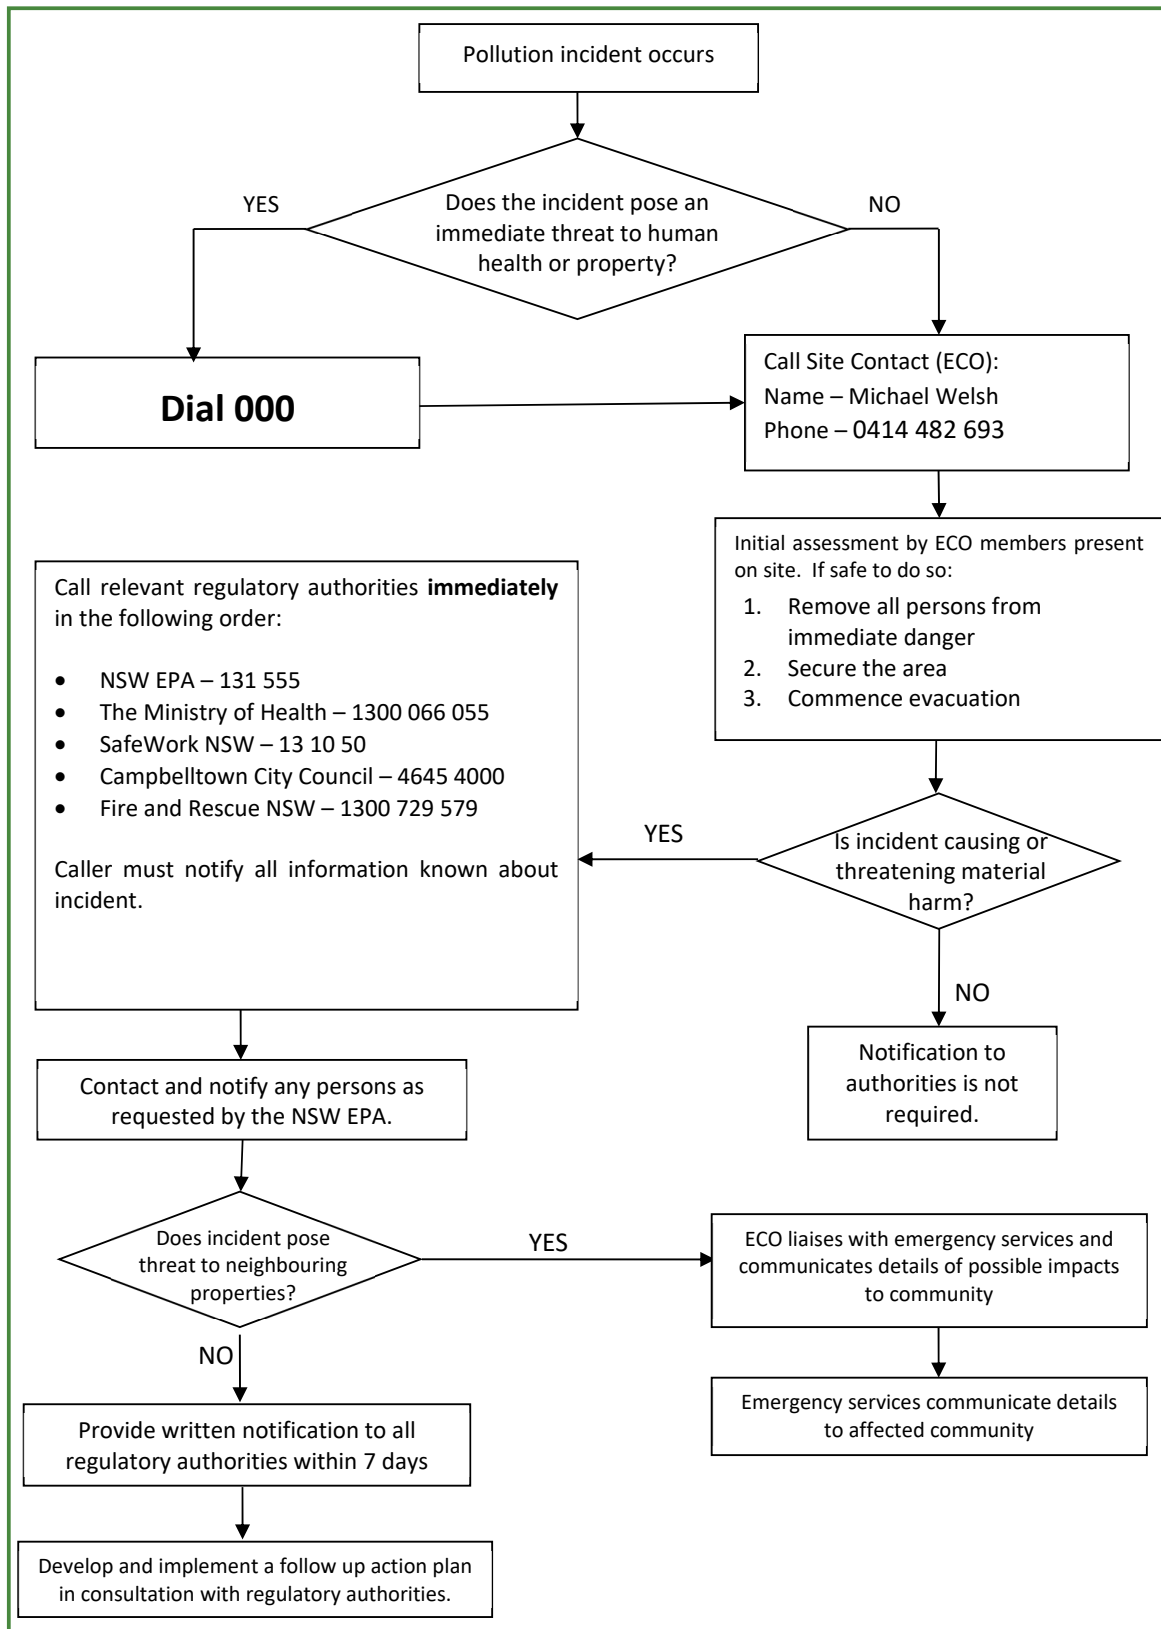 Pollution incident occurs
YES
Does the incident pose an
immediate threat to human
health or property?
NO
Dial 000
Call Site Contact (ECO):
Name – Michael Welsh
Phone – 0414 482 693
Initial assessment by ECO members present
on site. If safe to do so:
1. Remove all persons from
immediate danger
2. Secure the area
3. Commence evacuation
Is incident causing or
threatening material
harm?
YES
Call relevant regulatory authorities immediately
in the following order:
• NSW EPA – 131 555
• The Ministry of Health – 1300 066 055
• SafeWork NSW – 13 10 50
• Campbelltown City Council – 4645 4000
• Fire and Rescue NSW – 1300 729 579
Caller must notify all information known about
incident.
NO
Notification to
authorities is not
required.
Contact and notify any persons as
requested by the NSW EPA.
Does incident pose
threat to neighbouring
properties?
YES
ECO liaises with emergency services and
communicates details of possible impacts
to community
Emergency services communicate details
to affected community
NO
Provide written notification to all
regulatory authorities within 7 days
Develop and implement a follow up action plan
in consultation with regulatory authorities.